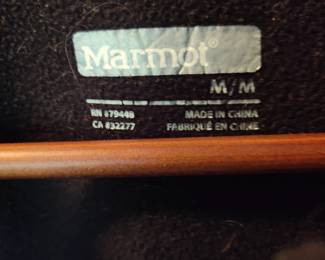 Marmot®
M/M
RN #79448
CA #32277
MADE IN CHINA
FABRIQUÉ EN CHINE